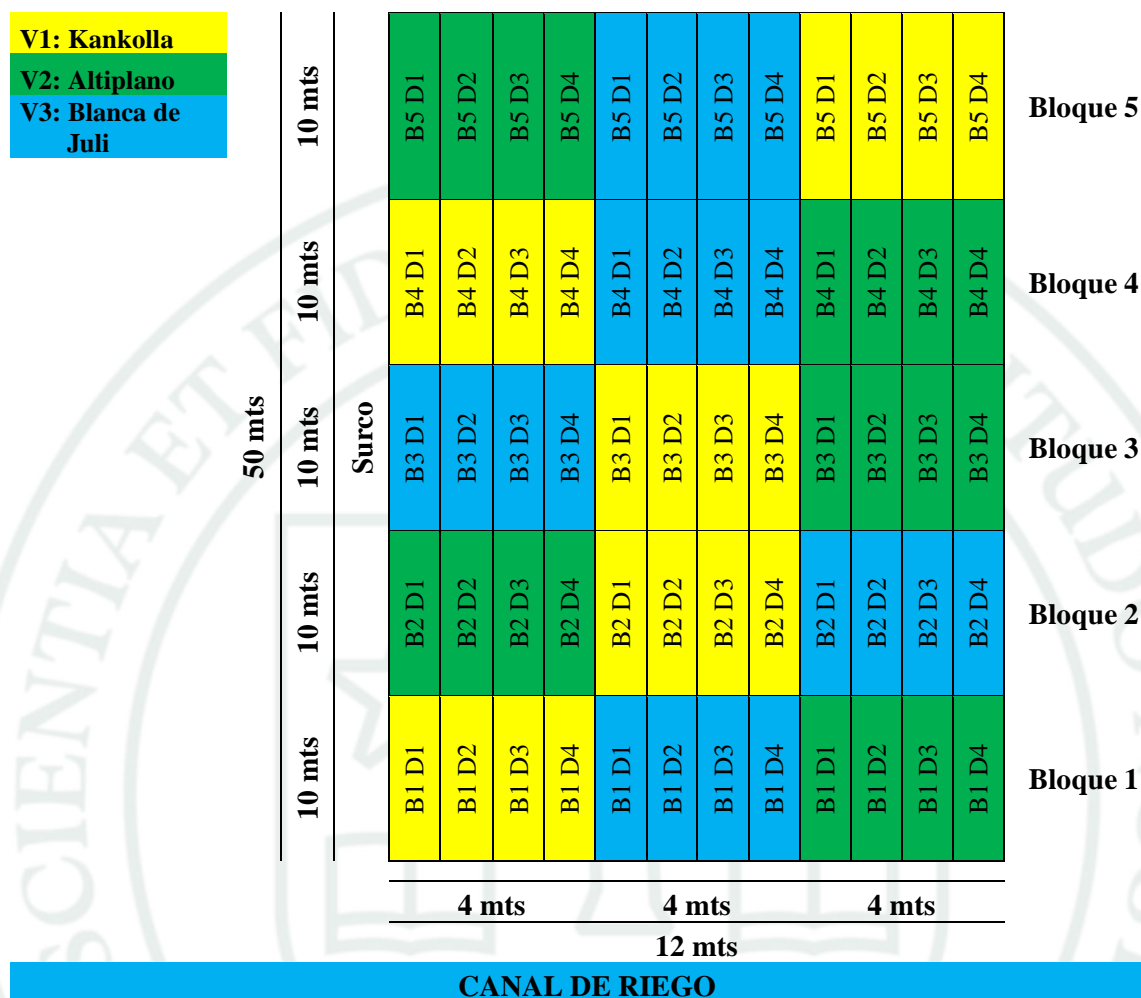 V1: Kankolla
V2: Altiplano
V3: Blanca de
Juli
50 mts
10 mts
10 mts
10 mts
10 mts
10 mts
Surco
B5 D1 B5 D2 B5 D3 B5 D4 B5 D1 B5 D2 B5 D3 B5 D4 B5 D1 B5 D2 B5 D3 B5 D4
Bloque 5
B4 D1 B4 D2 B4 D3 B4 D4 B4 D1 B4 D2 B4 D3 B4 D4 B4 D1 B4 D2 B4 D3 B4 D4
Bloque 4
B3 D1 B3 D2 B3 D3 B3 D4 B3 D1 B3 D2 B3 D3 B3 D4 B3 D1 B3 D2 B3 D3 B3 D4
Bloque 3
B2 D1 B2 D2 B2 D3 B2 D4 B2 D1 B2 D2 B2 D3 B2 D4 B2 D1 B2 D2 B2 D3 B2 D4
Bloque 2
B1 D1 B1 D2 B1 D3 B1 D4 B1 D1 B1 D2 B1 D3 B1 D4 B1 D1 B1 D2 B1 D3 B1 D4
Bloque 1
4 mts 4 mts 4 mts
12 mts
CANAL DE RIEGO
SCIENTIA ET